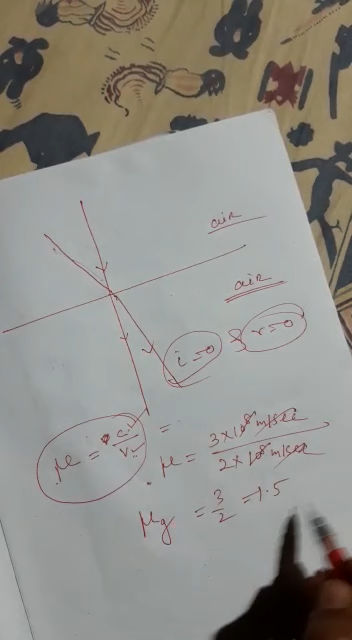 air
air
i=0 & r=0
μ = c/v =
μ = 3×10⁸ m/sec / 2×10⁸ m/sec
μg = 3/2 = 1.5